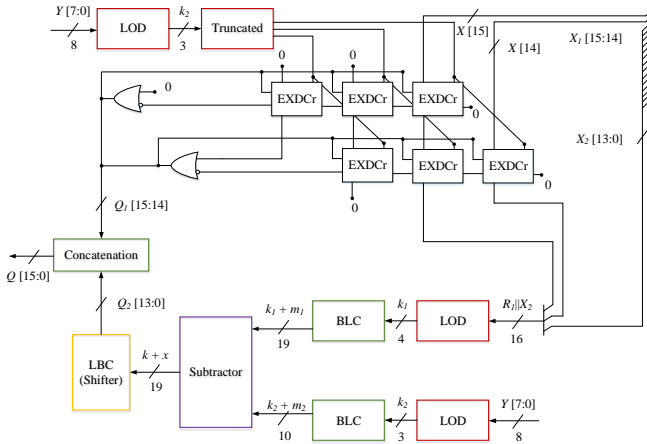 Y [7:0]
8
LOD
k₂
3
Truncated
X [15]
X [14]
X₁ [15:14]
X₂ [13:0]
0
0
0
0
EXDCr
EXDCr
EXDCr
0
EXDCr
EXDCr
EXDCr
0
0
Q₁ [15:14]
Concatenation
Q [15:0]
Q₂ [13:0]
LBC
(Shifter)
k + x
19
Subtractor
k₁ + m₁
19
BLC
k₁
4
LOD
R₁||X₂
16
k₂ + m₂
10
BLC
k₂
3
LOD
Y [7:0]
8